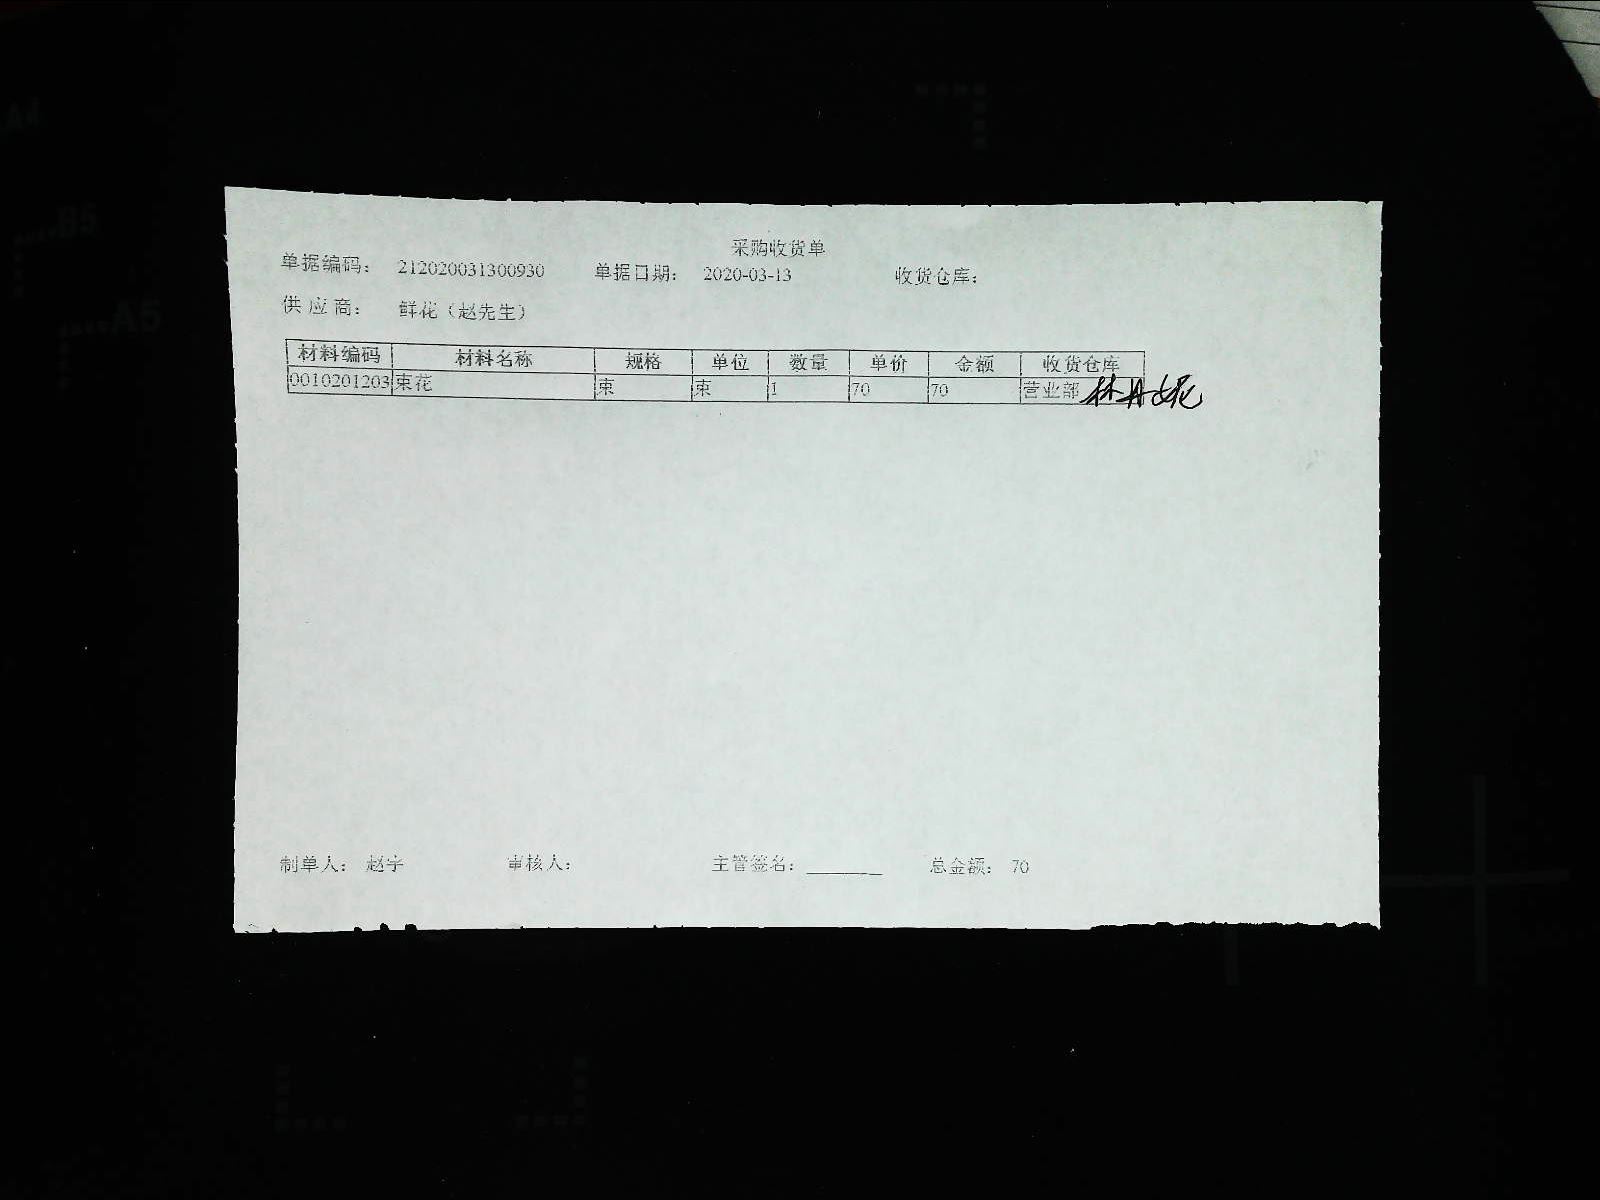 采购收货单
单据编码: 212020031300930 单据日期: 2020-03-13 收货仓库:
供应商: 鲜花（赵先生）
材料编码 材料名称 规格 单位 数量 单价 金额 收货仓库
0010201203 束花 束 束 1 70 70 营业部
制单人: 赵宇 审核人: 主管签名: ________ 总金额: 70
A4
B5
A5